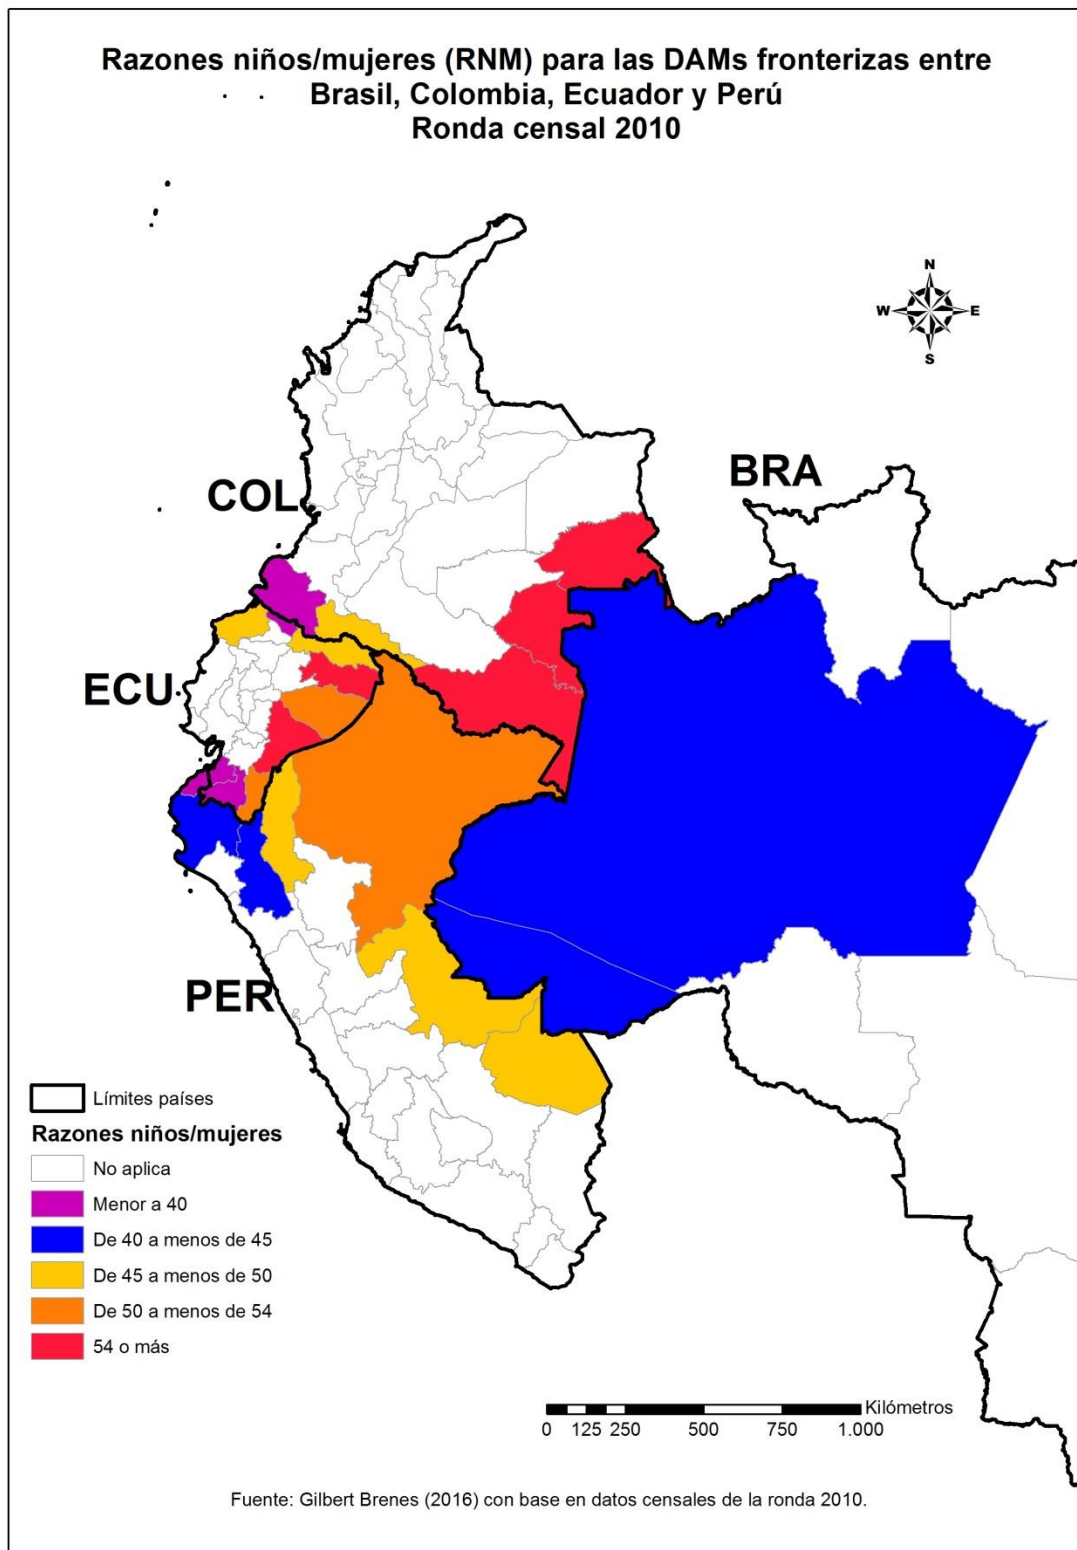 Razones niños/mujeres (RNM) para las DAMs fronterizas entre
Brasil, Colombia, Ecuador y Perú
Ronda censal 2010
N
W
E
S
BRA
COL
ECU
PER
Límites países
Razones niños/mujeres
No aplica
Menor a 40
De 40 a menos de 45
De 45 a menos de 50
De 50 a menos de 54
54 o más
Kilómetros
0 125 250 500 750 1.000
Fuente: Gilbert Brenes (2016) con base en datos censales de la ronda 2010.